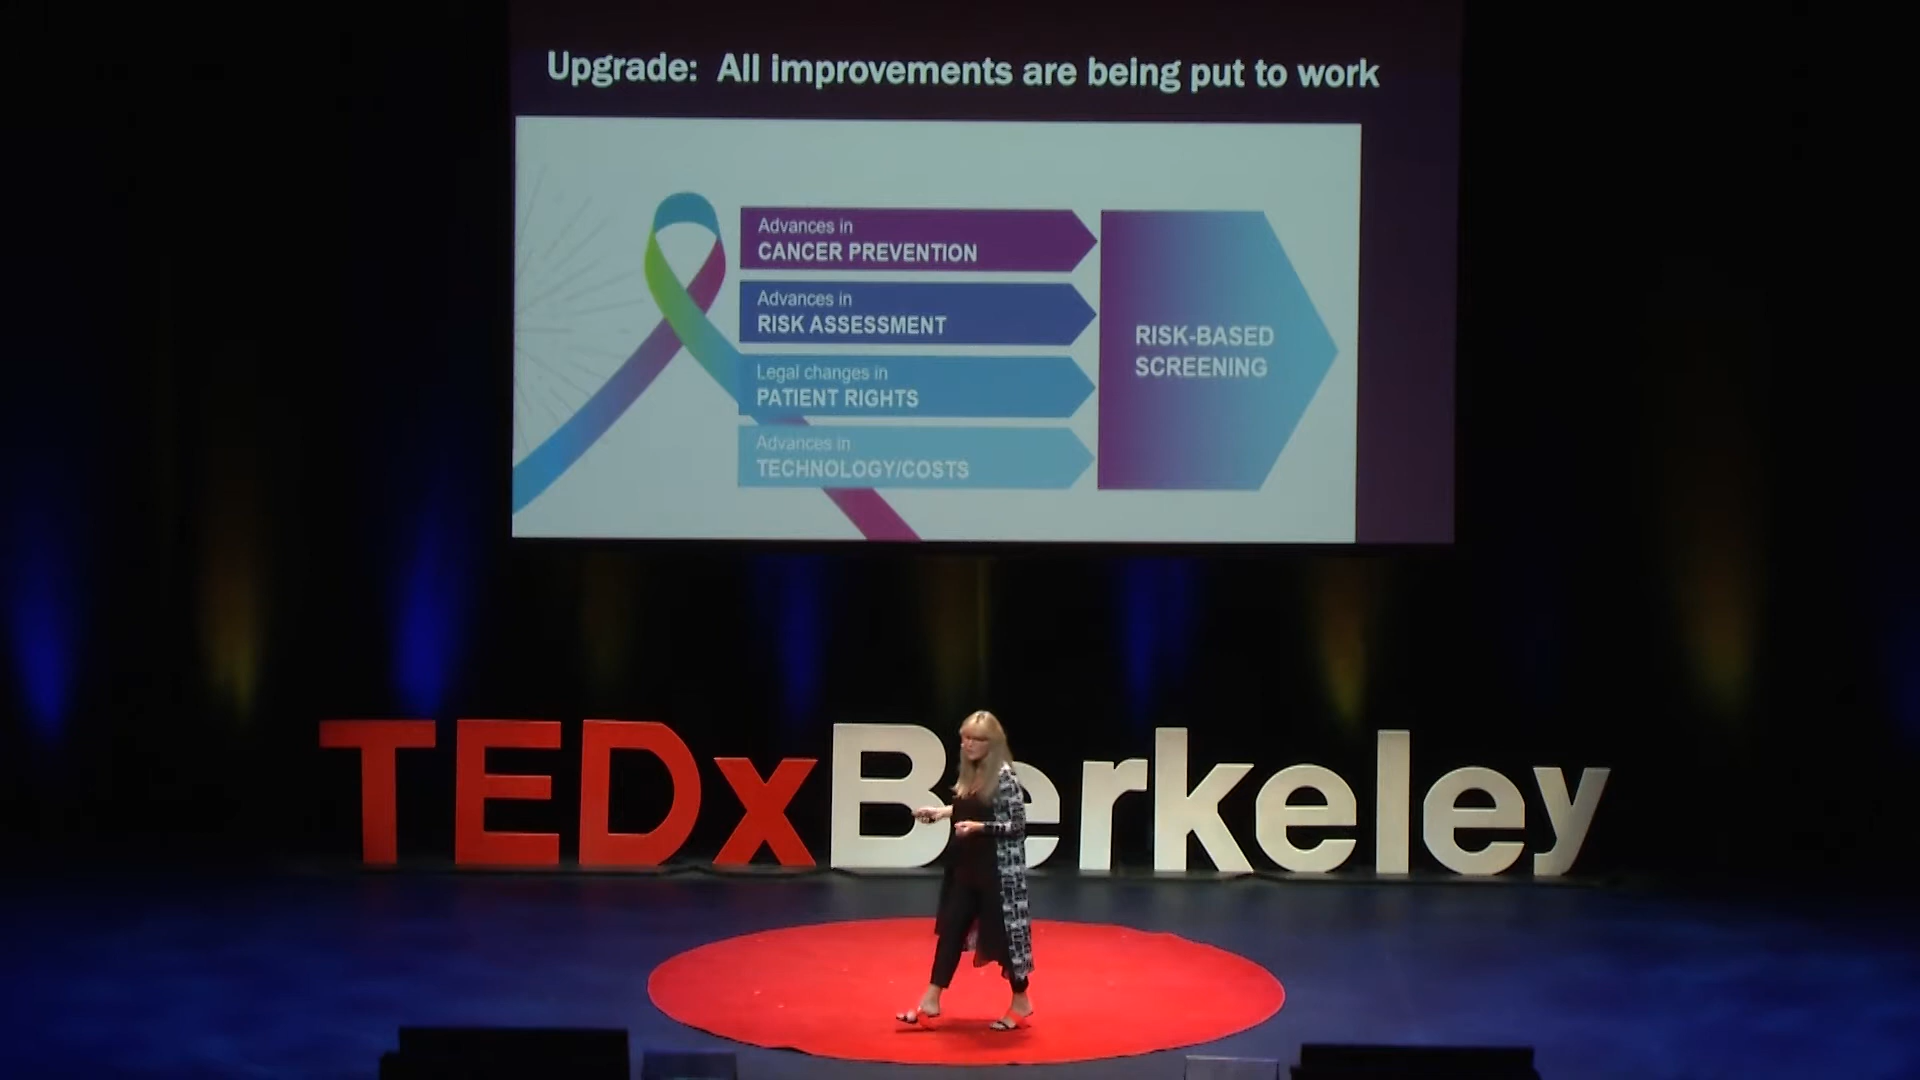 Upgrade: All improvements are being put to work
Advances in
CANCER PREVENTION
Advances in
RISK ASSESSMENT
Legal changes in
PATIENT RIGHTS
Advances in
TECHNOLOGY/COSTS
RISK-BASED
SCREENING
TEDxBerkeley